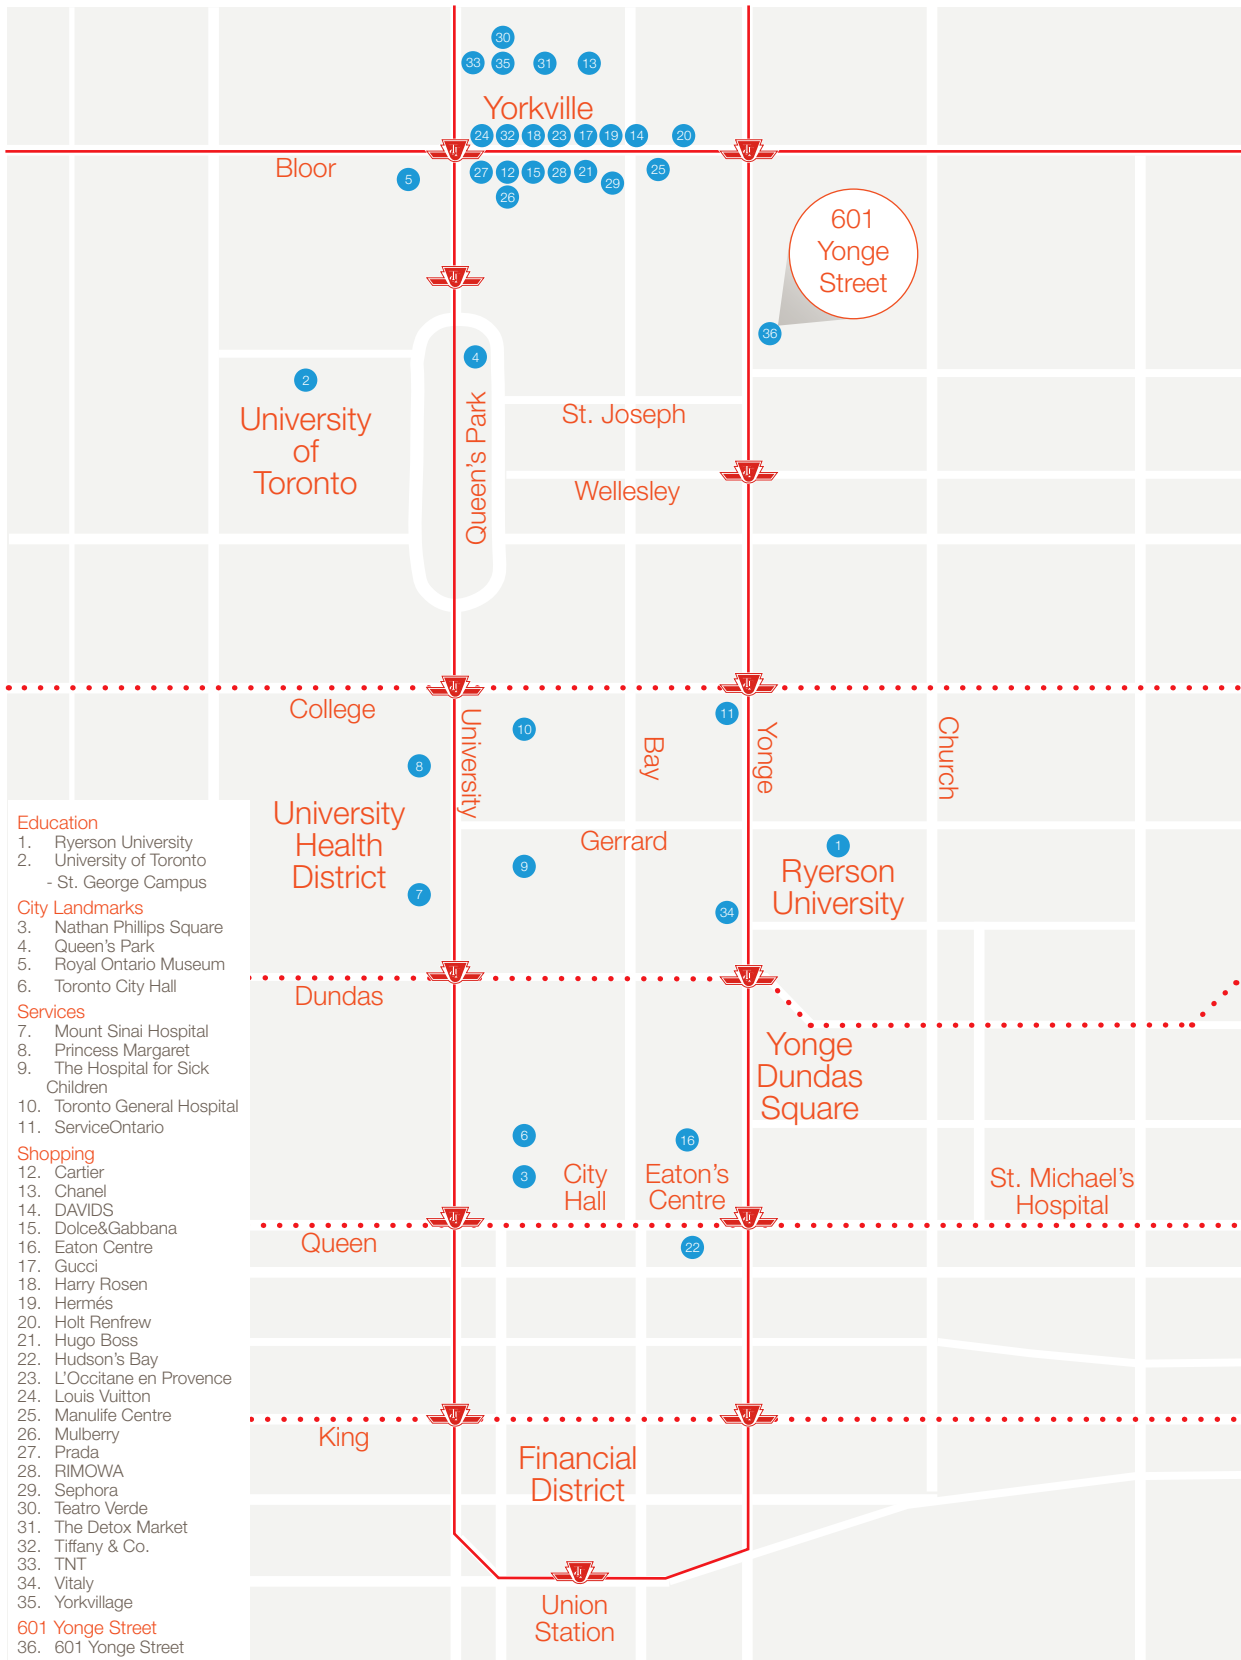 30
33 35 31 13
Yorkville
24 32 18 23 17 19 14 20
Bloor
5
27 12 15 28 21 29 25
26
601
Yonge
Street
36
4
2
University
of
Toronto
Queen's Park
St. Joseph
Wellesley
College
University
10
11
Bay
Yonge
Church
8
University
Health
District
Gerrard
9
7
1
Ryerson
University
34
Dundas
Yonge
Dundas
Square
6
3
City
Hall
16
Eaton's
Centre
St. Michael's
Hospital
Queen
22
King
Financial
District
Union
Station
Education
1. Ryerson University
2. University of Toronto
- St. George Campus
City Landmarks
3. Nathan Phillips Square
4. Queen's Park
5. Royal Ontario Museum
6. Toronto City Hall
Services
7. Mount Sinai Hospital
8. Princess Margaret
9. The Hospital for Sick
Children
10. Toronto General Hospital
11. ServiceOntario
Shopping
12. Cartier
13. Chanel
14. DAVIDS
15. Dolce&Gabbana
16. Eaton Centre
17. Gucci
18. Harry Rosen
19. Hermés
20. Holt Renfrew
21. Hugo Boss
22. Hudson's Bay
23. L'Occitane en Provence
24. Louis Vuitton
25. Manulife Centre
26. Mulberry
27. Prada
28. RIMOWA
29. Sephora
30. Teatro Verde
31. The Detox Market
32. Tiffany & Co.
33. TNT
34. Vitaly
35. Yorkvillage
601 Yonge Street
36. 601 Yonge Street